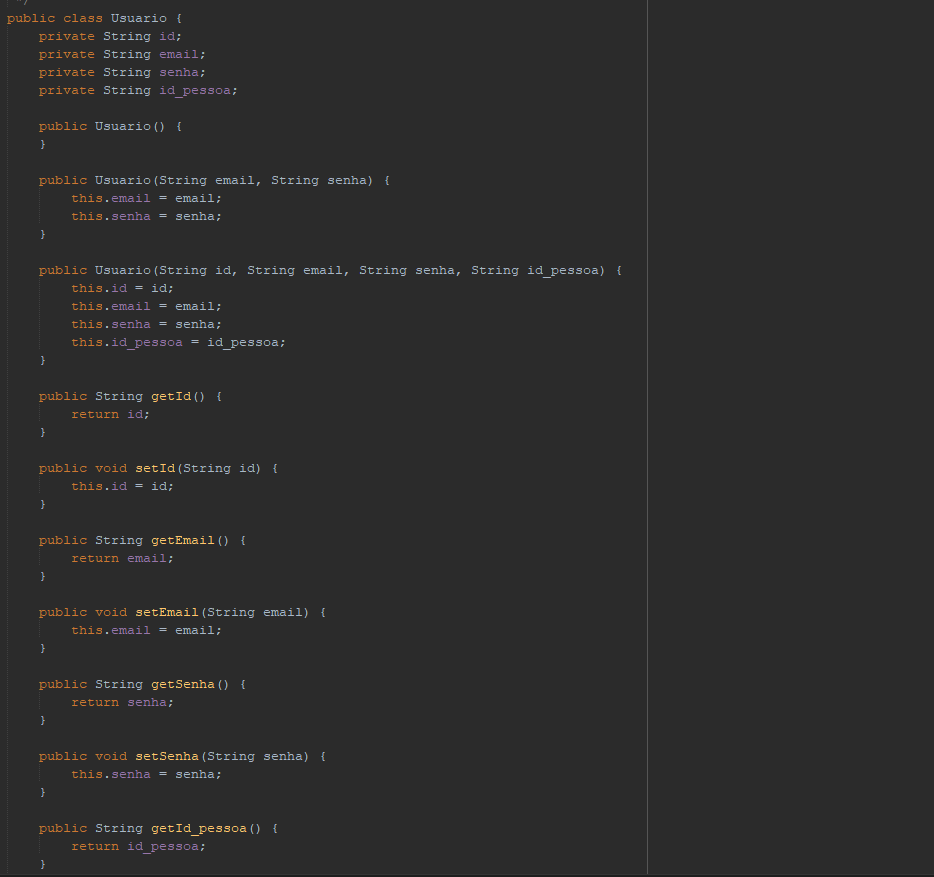 */
public class Usuario {
    private String id;
    private String email;
    private String senha;
    private String id_pessoa;

    public Usuario() {
    }

    public Usuario(String email, String senha) {
        this.email = email;
        this.senha = senha;
    }

    public Usuario(String id, String email, String senha, String id_pessoa) {
        this.id = id;
        this.email = email;
        this.senha = senha;
        this.id_pessoa = id_pessoa;
    }

    public String getId() {
        return id;
    }

    public void setId(String id) {
        this.id = id;
    }

    public String getEmail() {
        return email;
    }

    public void setEmail(String email) {
        this.email = email;
    }

    public String getSenha() {
        return senha;
    }

    public void setSenha(String senha) {
        this.senha = senha;
    }

    public String getId_pessoa() {
        return id_pessoa;
    }